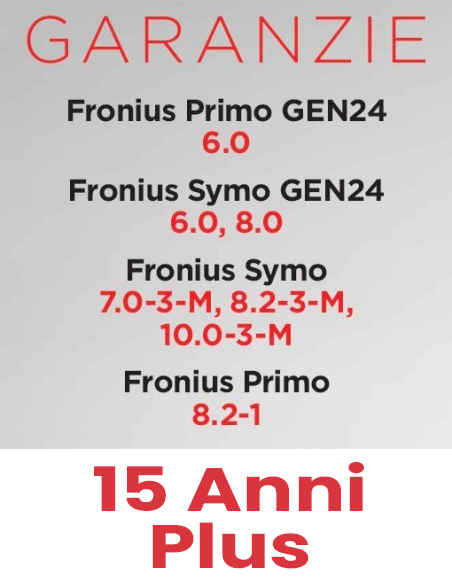 GARANZIE
Fronius Primo GEN24
6.0
Fronius Symo GEN24
6.0, 8.0
Fronius Symo
7.0-3-M, 8.2-3-M,
10.0-3-M
Fronius Primo
8.2-1
15 Anni
Plus